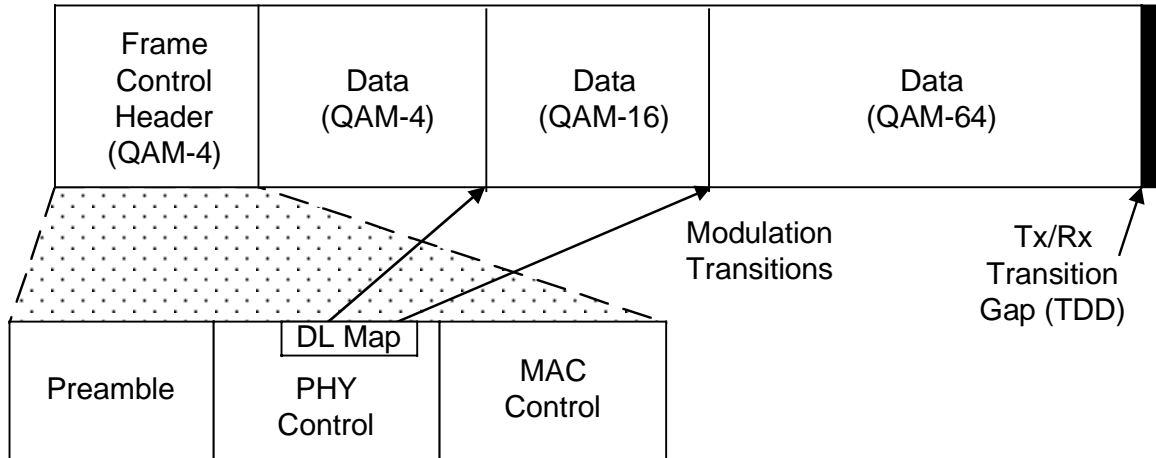 Frame
Control
Header
(QAM-4)
Data
(QAM-4)
Data
(QAM-16)
Data
(QAM-64)
Modulation
Transitions
Tx/Rx
Transition
Gap (TDD)
Preamble
DL Map
PHY
Control
MAC
Control